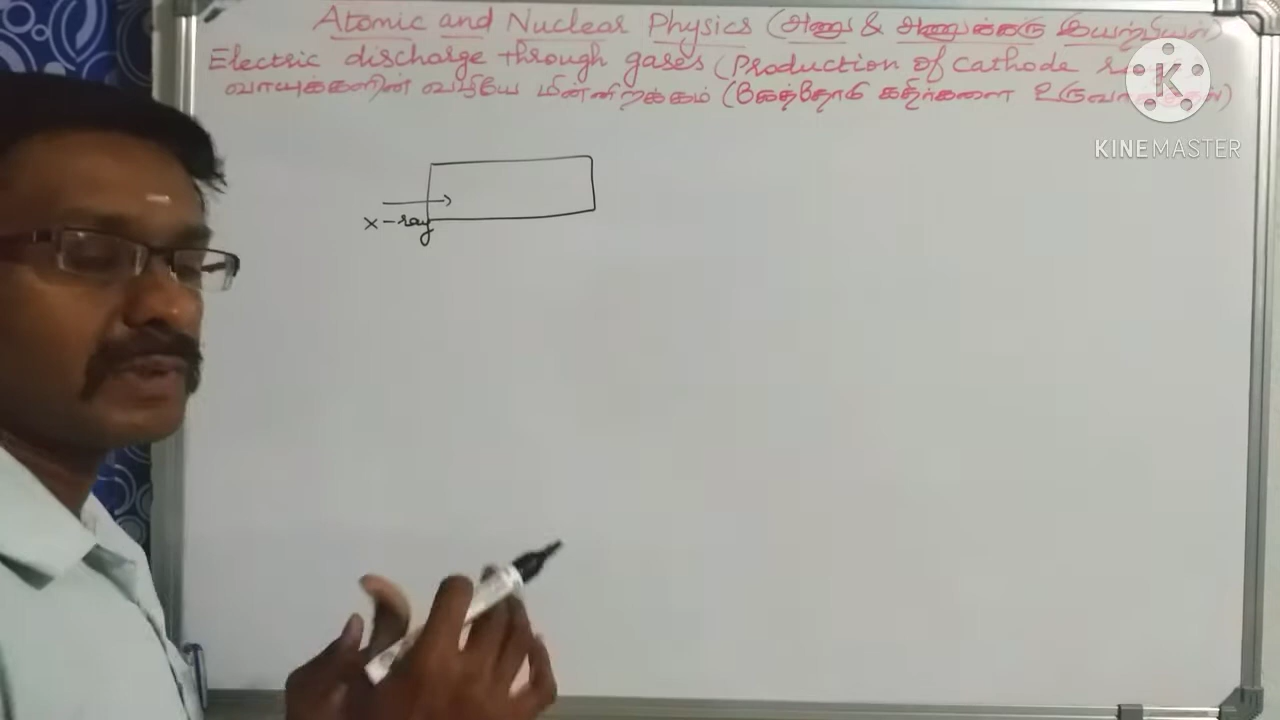 Atomic and Nuclear Physics (அணு & அணுக்கரு இயற்பியல்)
Electric discharge through gases (Production of Cathode
வாயுக்களின் வழியே மின்னிறக்கம் (கேத்தோடு கதிர்களை
K
KINEMASTER
x-ray